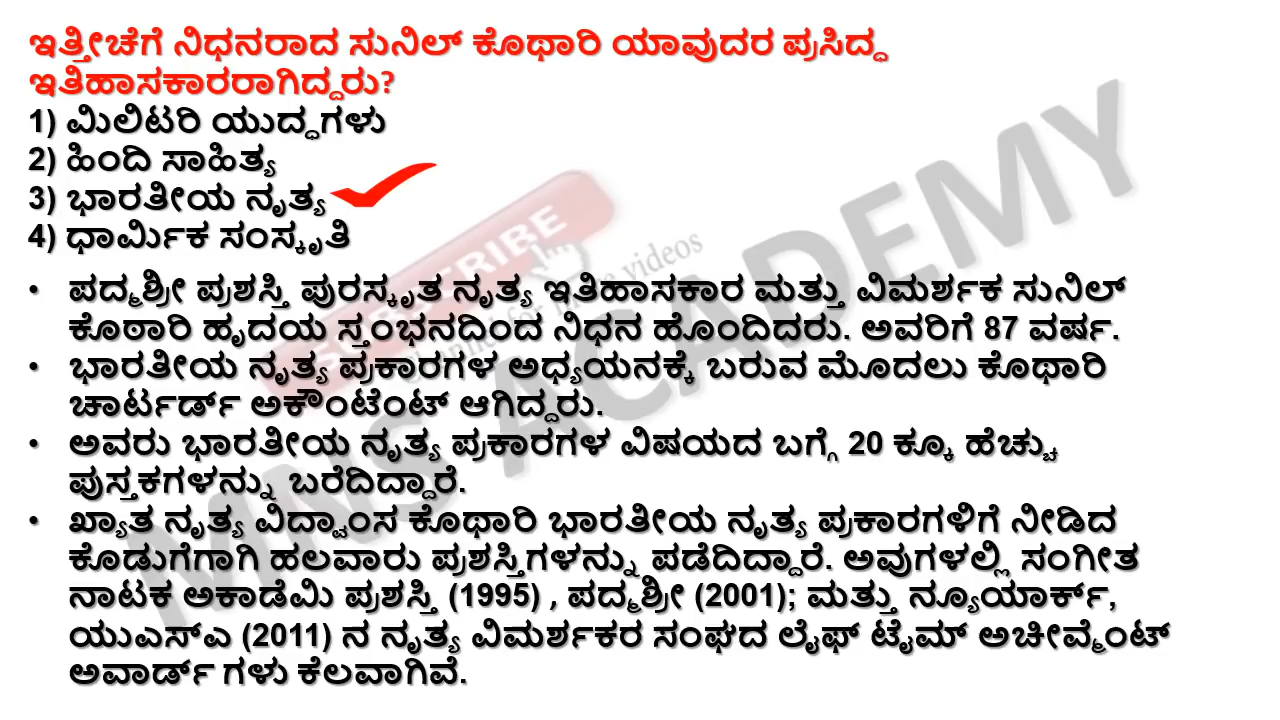 ಇತ್ತೀಚೆಗೆ ನಿಧನರಾದ ಸುನಿಲ್ ಕೊಥಾರಿ ಯಾವುದರ ಪ್ರಸಿದ್ಧ
ಇತಿಹಾಸಕಾರರಾಗಿದ್ದರು?
1) ಮಿಲಿಟರಿ ಯುದ್ಧಗಳು
2) ಹಿಂದಿ ಸಾಹಿತ್ಯ
3) ಭಾರತೀಯ ನೃತ್ಯ
4) ಧಾರ್ಮಿಕ ಸಂಸ್ಕೃತಿ
• ಪದ್ಮಶ್ರೀ ಪ್ರಶಸ್ತಿ ಪುರಸ್ಕೃತ ನೃತ್ಯ ಇತಿಹಾಸಕಾರ ಮತ್ತು ವಿಮರ್ಶಕ ಸುನಿಲ್
ಕೊಠಾರಿ ಹೃದಯ ಸ್ತಂಭನದಿಂದ ನಿಧನ ಹೊಂದಿದರು. ಅವರಿಗೆ 87 ವರ್ಷ.
• ಭಾರತೀಯ ನೃತ್ಯ ಪ್ರಕಾರಗಳ ಅಧ್ಯಯನಕ್ಕೆ ಬರುವ ಮೊದಲು ಕೊಥಾರಿ
ಚಾರ್ಟರ್ಡ್ ಅಕೌಂಟೆಂಟ್ ಆಗಿದ್ದರು.
• ಅವರು ಭಾರತೀಯ ನೃತ್ಯ ಪ್ರಕಾರಗಳ ವಿಷಯದ ಬಗ್ಗೆ 20 ಕ್ಕೂ ಹೆಚ್ಚು
ಪುಸ್ತಕಗಳನ್ನು ಬರೆದಿದ್ದಾರೆ.
• ಖ್ಯಾತ ನೃತ್ಯ ವಿದ್ವಾಂಸ ಕೊಥಾರಿ ಭಾರತೀಯ ನೃತ್ಯ ಪ್ರಕಾರಗಳಿಗೆ ನೀಡಿದ
ಕೊಡುಗೆಗಾಗಿ ಹಲವಾರು ಪ್ರಶಸ್ತಿಗಳನ್ನು ಪಡೆದಿದ್ದಾರೆ. ಅವುಗಳಲ್ಲಿ ಸಂಗೀತ
ನಾಟಕ ಅಕಾಡೆಮಿ ಪ್ರಶಸ್ತಿ (1995) , ಪದ್ಮಶ್ರೀ (2001); ಮತ್ತು ನ್ಯೂಯಾರ್ಕ್,
ಯುಎಸ್ಎ (2011) ನ ನೃತ್ಯ ವಿಮರ್ಶಕರ ಸಂಘದ ಲೈಫ್ ಟೈಮ್ ಅಚೀವ್ಮೆಂಟ್
ಅವಾರ್ಡ್ ಗಳು ಕೆಲವಾಗಿವೆ.
MNS ACADEMY